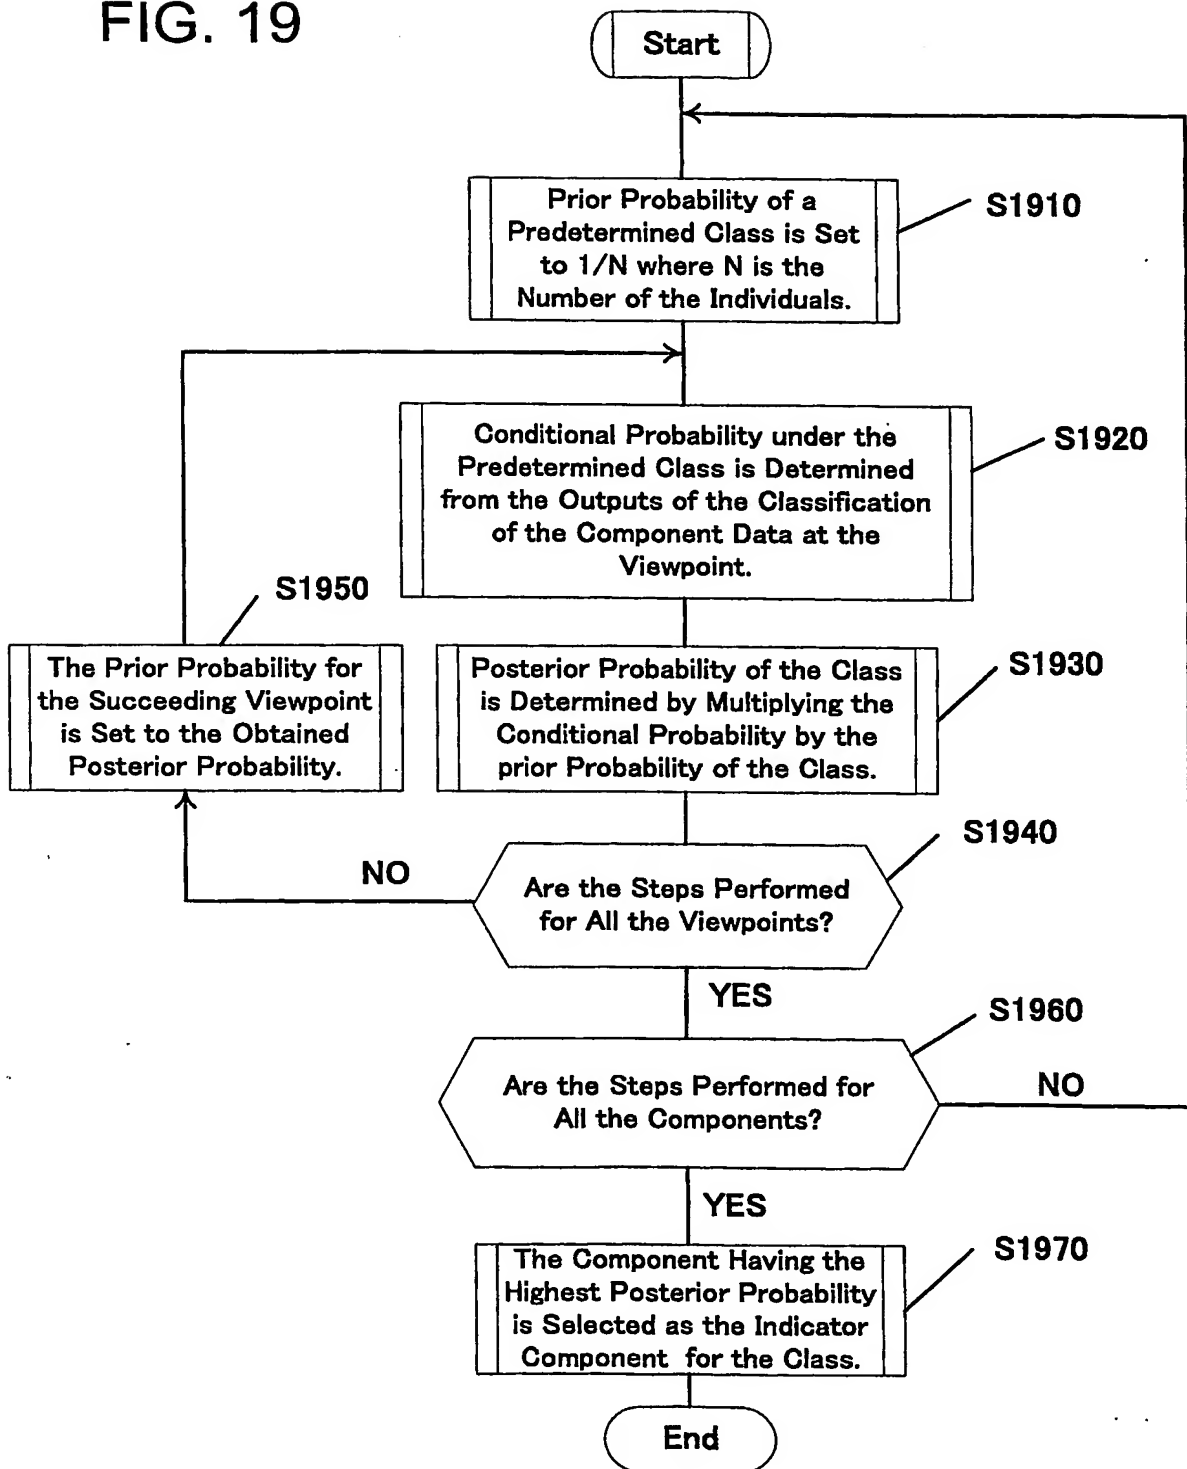 FIG. 19
Start
Prior Probability of a
Predetermined Class is Set
to 1/N where N is the
Number of the Individuals.
S1910
Conditional Probability under the
Predetermined Class is Determined
from the Outputs of the Classification
of the Component Data at the
Viewpoint.
S1920
S1950
The Prior Probability for
the Succeeding Viewpoint
is Set to the Obtained
Posterior Probability.
Posterior Probability of the Class
is Determined by Multiplying the
Conditional Probability by the
prior Probability of the Class.
S1930
S1940
NO
Are the Steps Performed
for All the Viewpoints?
YES
S1960
Are the Steps Performed for
All the Components?
NO
YES
The Component Having the
Highest Posterior Probability
is Selected as the Indicator
Component for the Class.
S1970
End